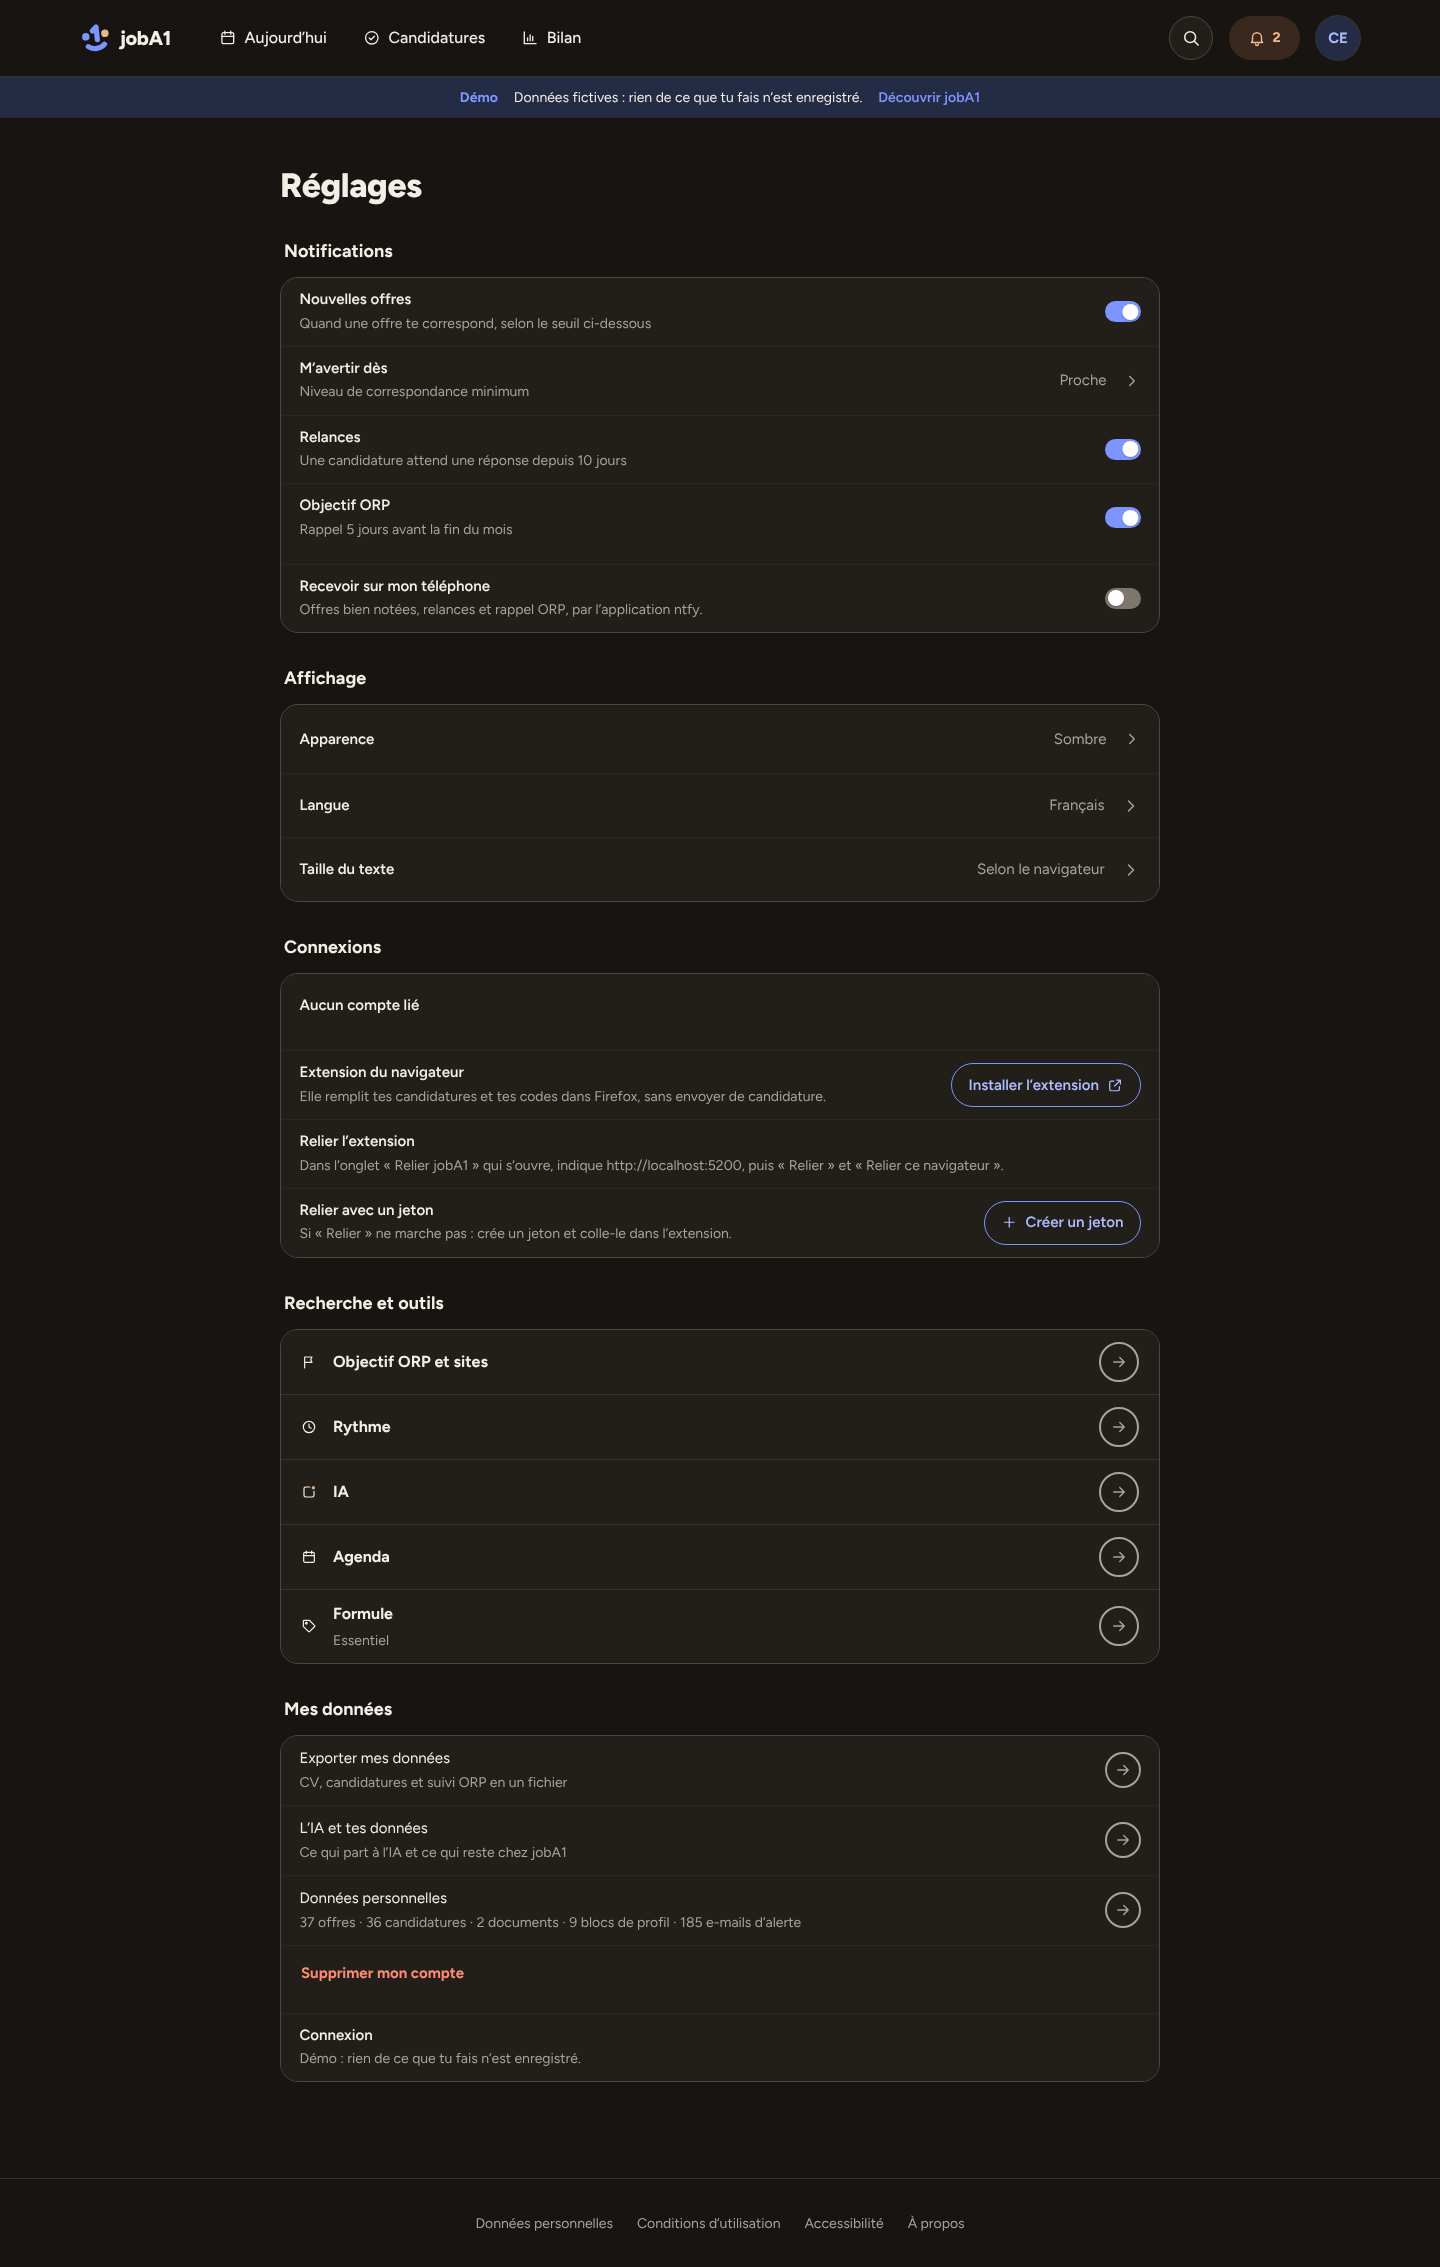 jobA1
Aujourd’hui
Candidatures
Bilan
2
CE
Démo Données fictives : rien de ce que tu fais n’est enregistré. Découvrir jobA1
Réglages
Notifications
Nouvelles offres
Quand une offre te correspond, selon le seuil ci-dessous
M’avertir dès
Niveau de correspondance minimum
Proche
Relances
Une candidature attend une réponse depuis 10 jours
Objectif ORP
Rappel 5 jours avant la fin du mois
Recevoir sur mon téléphone
Offres bien notées, relances et rappel ORP, par l’application ntfy.
Affichage
Apparence
Sombre
Langue
Français
Taille du texte
Selon le navigateur
Connexions
Aucun compte lié
Extension du navigateur
Elle remplit tes candidatures et tes codes dans Firefox, sans envoyer de candidature.
Installer l’extension
Relier l’extension
Dans l’onglet « Relier jobA1 » qui s’ouvre, indique http://localhost:5200, puis « Relier » et « Relier ce navigateur ».
Relier avec un jeton
Si « Relier » ne marche pas : crée un jeton et colle-le dans l’extension.
Créer un jeton
Recherche et outils
Objectif ORP et sites
Rythme
IA
Agenda
Formule
Essentiel
Mes données
Exporter mes données
CV, candidatures et suivi ORP en un fichier
L’IA et tes données
Ce qui part à l’IA et ce qui reste chez jobA1
Données personnelles
37 offres · 36 candidatures · 2 documents · 9 blocs de profil · 185 e-mails d’alerte
Supprimer mon compte
Connexion
Démo : rien de ce que tu fais n’est enregistré.
Données personnelles
Conditions d’utilisation
Accessibilité
À propos